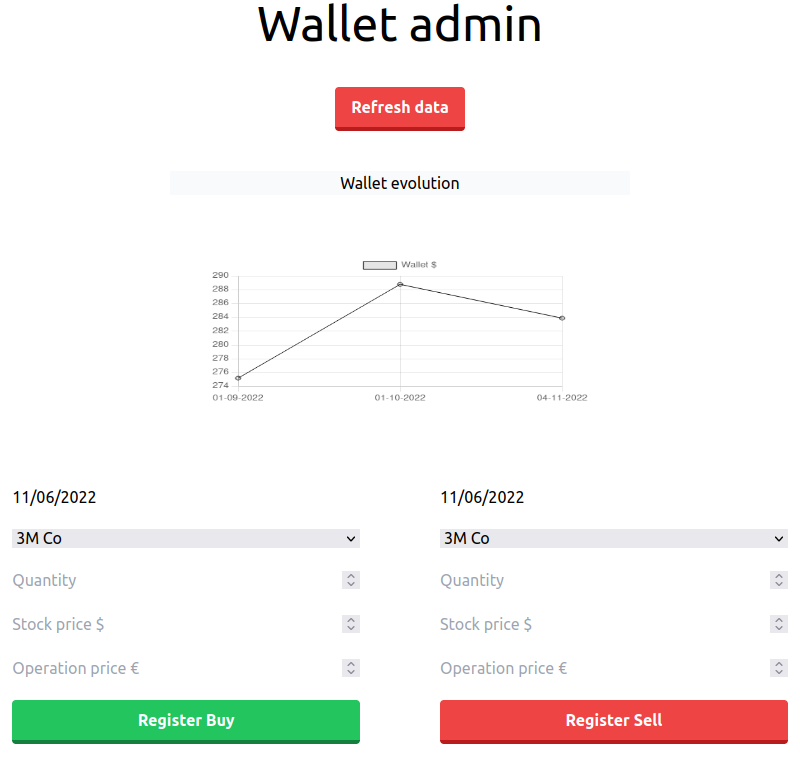 Wallet admin
Refresh data
Wallet evolution
Wallet $
290
288
286
284
282
280
278
276
274
01-09-2022 01-10-2022 04-11-2022
11/06/2022
3M Co
Quantity
Stock price $
Operation price €
Register Buy
11/06/2022
3M Co
Quantity
Stock price $
Operation price €
Register Sell